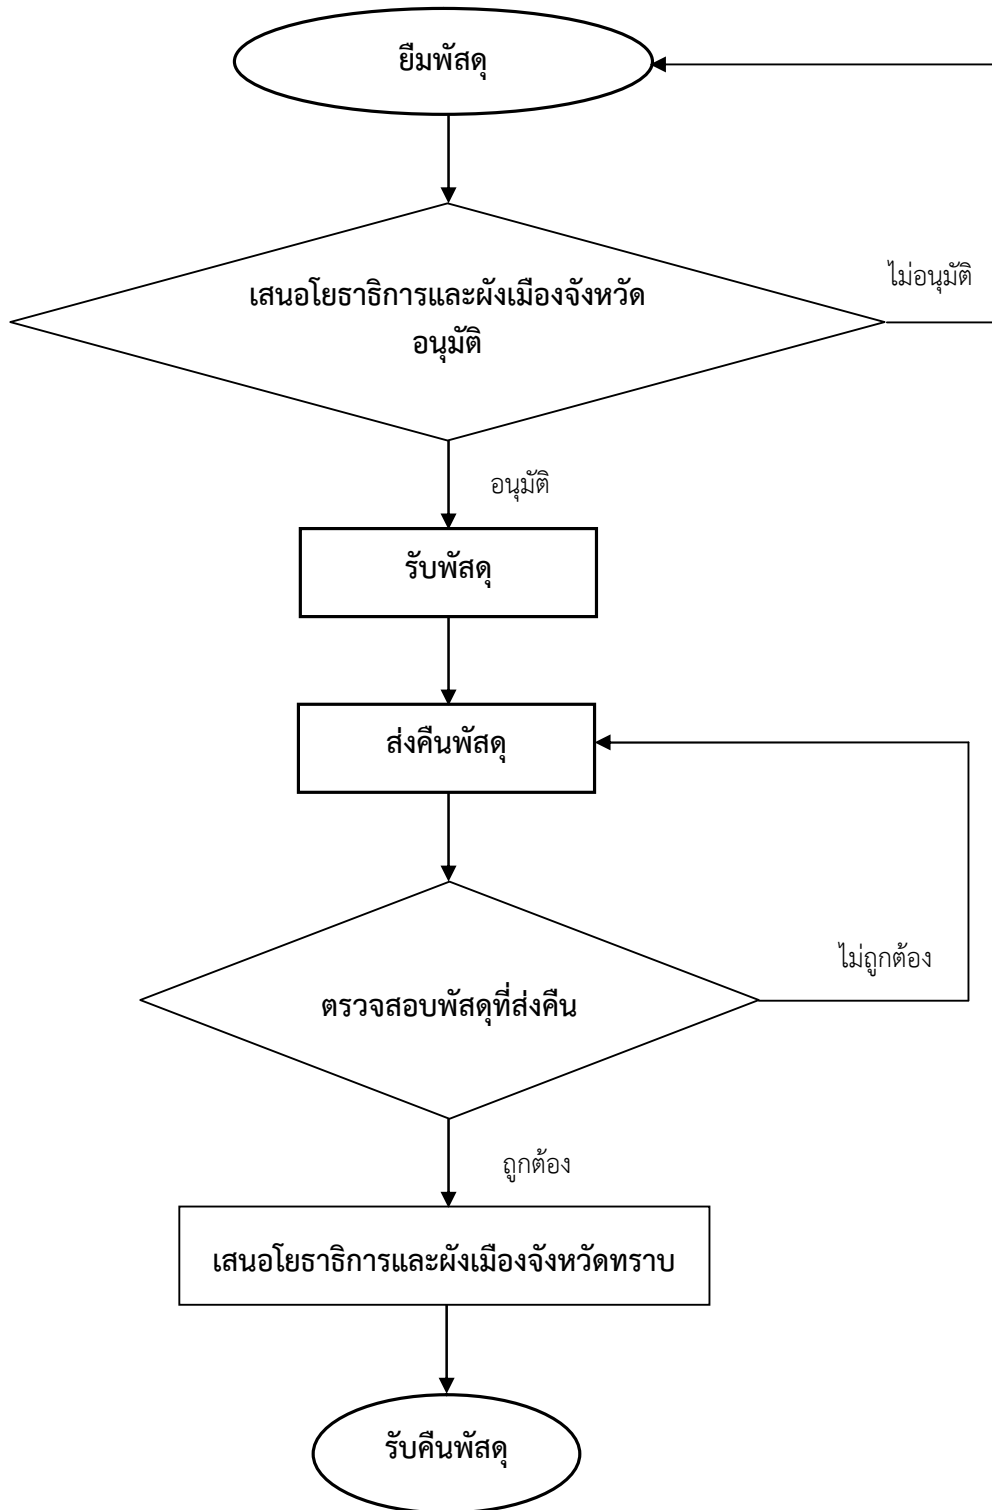 ยืมพัสดุ
ไม่อนุมัติ
เสนอโยธาธิการและผังเมืองจังหวัด
อนุมัติ
อนุมัติ
รับพัสดุ
ส่งคืนพัสดุ
ไม่ถูกต้อง
ตรวจสอบพัสดุที่ส่งคืน
ถูกต้อง
เสนอโยธาธิการและผังเมืองจังหวัดทราบ
รับคืนพัสดุ